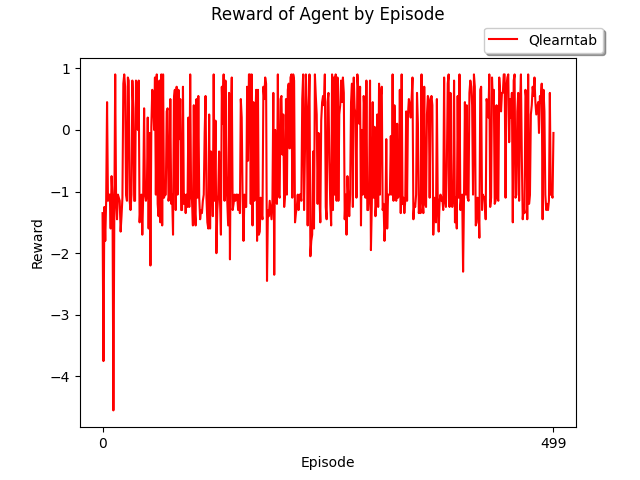 Reward of Agent by Episode
Qlearntab
1
0
−1
−2
−3
−4
Reward
0
499
Episode